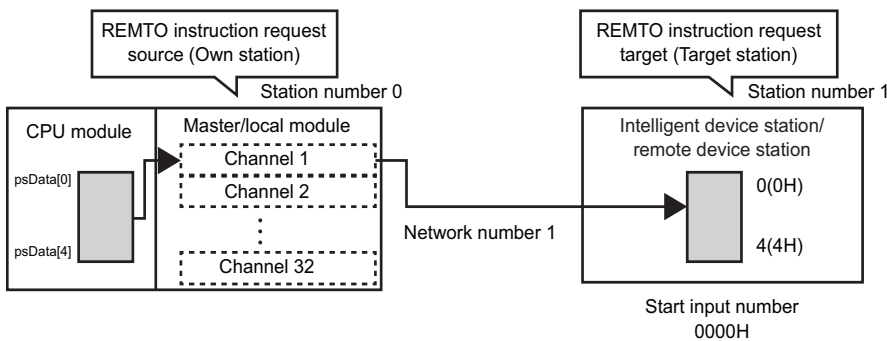 REMTO instruction request
source (Own station)
REMTO instruction request
target (Target station)
Station number 0
Station number 1
CPU module
Master/local module
Intelligent device station/
remote device station
Channel 1
psData[0]
0(0H)
Channel 2
Network number 1
psData[4]
4(4H)
Channel 32
Start input number
0000H